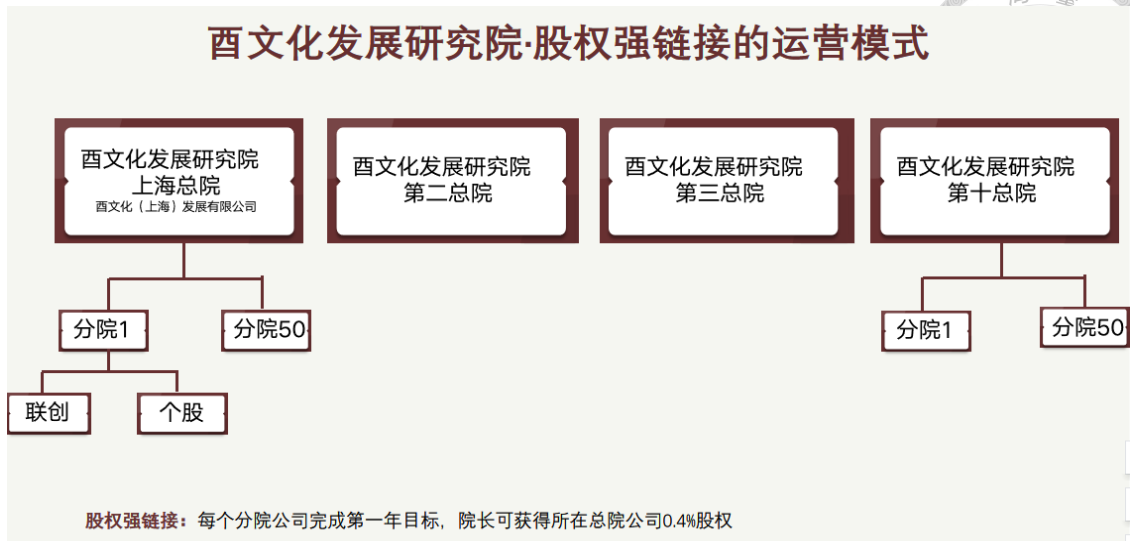 酉文化发展研究院·股权强链接的运营模式
酉文化发展研究院
上海总院
酉文化（上海）发展有限公司
酉文化发展研究院
第二总院
酉文化发展研究院
第三总院
酉文化发展研究院
第十总院
分院1
分院50
分院1
分院50
联创
个股
股权强链接：每个分院公司完成第一年目标，院长可获得所在总院公司0.4%股权